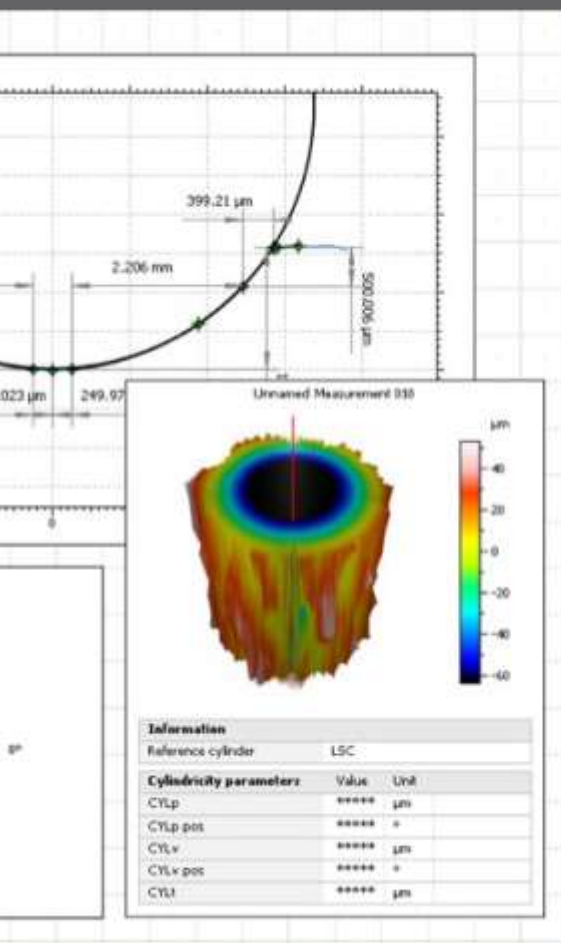 399.21 µm
2.206 mm
500.006 µm
023 µm
249.97
0
Unnamed Measurement
µm
40
20
0
-20
-40
-60
Information
Reference cylinder LSC
Cylindricity parameters Value Unit
CYLp ***** µm
CYLp pos ***** °
CYLv ***** µm
CYLv pos ***** °
CYLt ***** µm